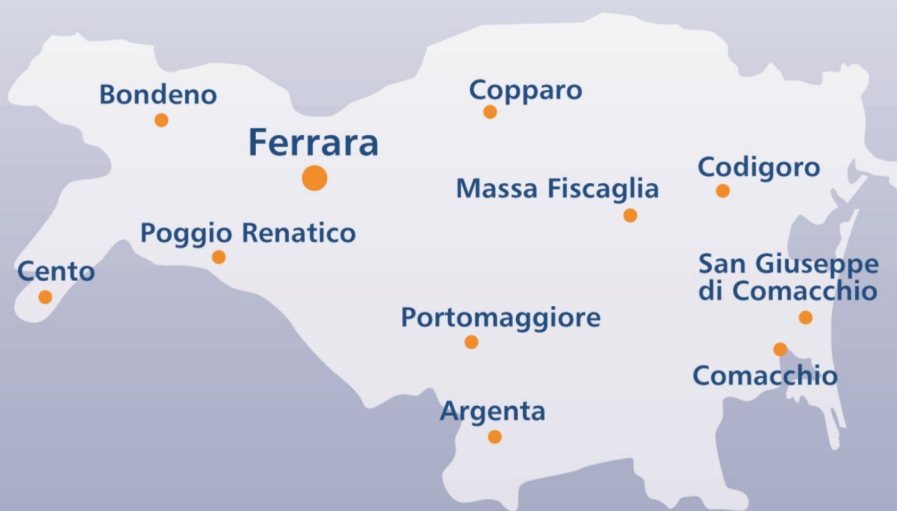 Bondeno
Copparo
Ferrara
Codigoro
Massa Fiscaglia
Poggio Renatico
San Giuseppe
di Comacchio
Cento
Portomaggiore
Comacchio
Argenta